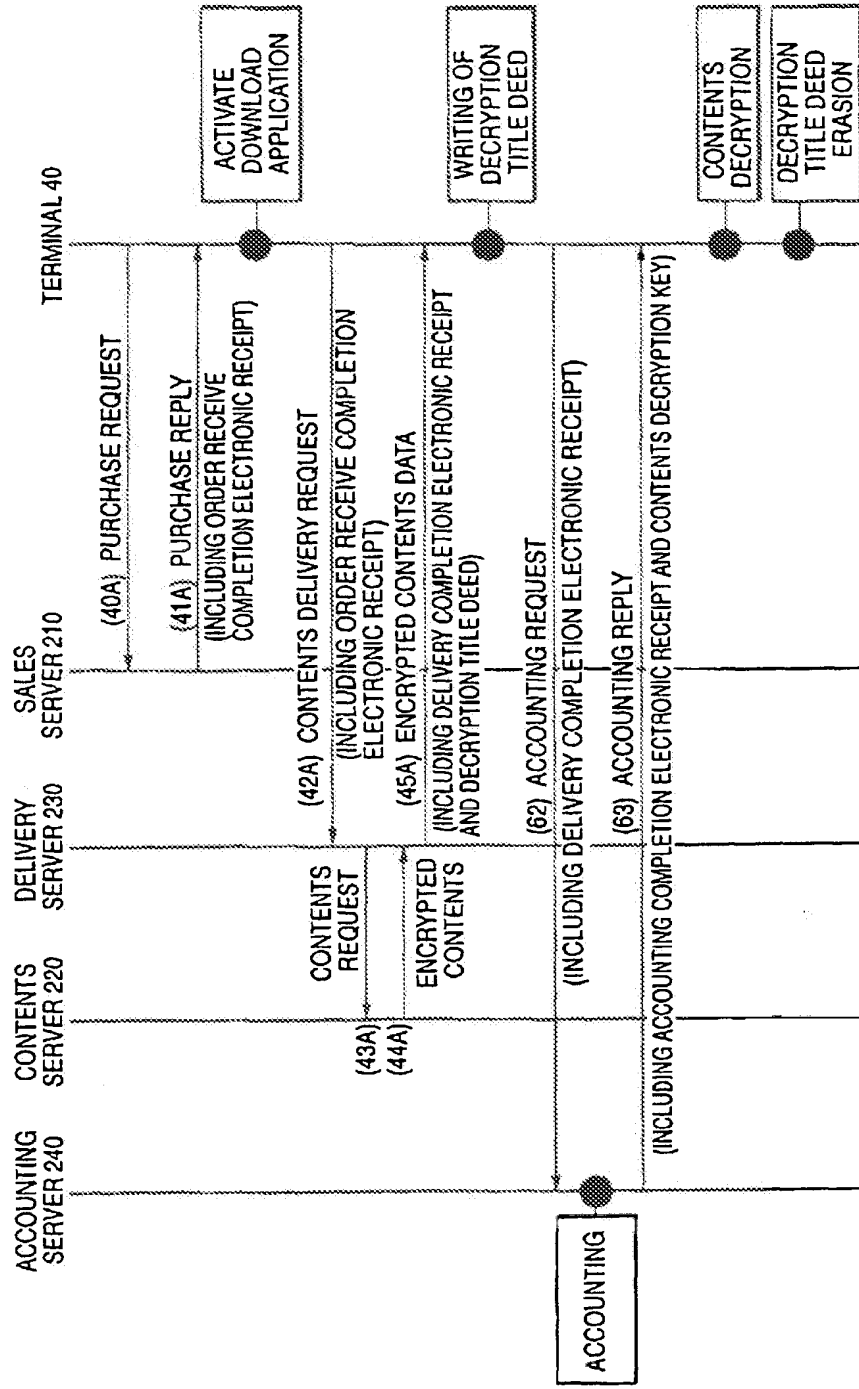 ACCOUNTING
SERVER 240
CONTENTS
SERVER 220
DELIVERY
SERVER 230
SALES
SERVER 210
TERMINAL 40
(40A) PURCHASE REQUEST
(41A) PURCHASE REPLY
(INCLUDING ORDER RECEIVE
COMPLETION ELECTRONIC RECEIPT)
ACTIVATE
DOWNLOAD
APPLICATION
(42A) CONTENTS DELIVERY REQUEST
(INCLUDING ORDER RECEIVE COMPLETION
ELECTRONIC RECEIPT)
CONTENTS
REQUEST
(43A)
(44A)
ENCRYPTED
CONTENTS
(45A) ENCRYPTED CONTENTS DATA
(INCLUDING DELIVERY COMPLETION ELECTRONIC RECEIPT
AND DECRYPTION TITLE DEED)
WRITING OF
DECRYPTION
TITLE DEED
(62) ACCOUNTING REQUEST
(INCLUDING DELIVERY COMPLETION ELECTRONIC RECEIPT)
ACCOUNTING
(63) ACCOUNTING REPLY
(INCLUDING ACCOUNTING COMPLETION ELECTRONIC RECEIPT AND CONTENTS DECRYPTION KEY)
CONTENTS
DECRYPTION
DECRYPTION
TITLE DEED
ERASION